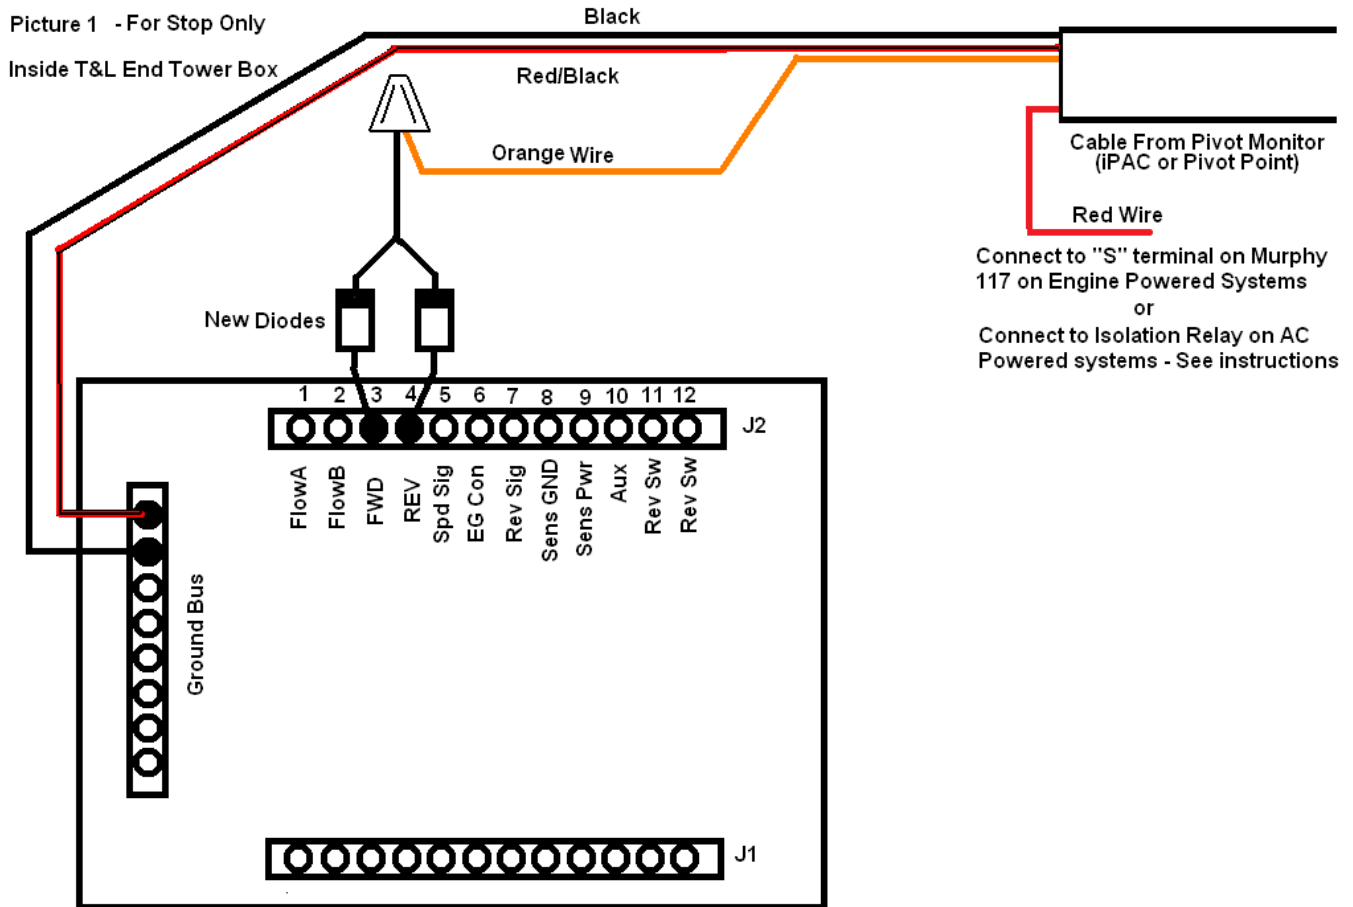 Picture 1 - For Stop Only
Inside T&L End Tower Box
Black
Red/Black
Orange Wire
Cable From Pivot Monitor
(iPAC or Pivot Point)
Red Wire
Connect to "S" terminal on Murphy
117 on Engine Powered Systems
or
Connect to Isolation Relay on AC
Powered systems - See instructions
New Diodes
1 2 3 4 5 6 7 8 9 10 11 12
J2
FlowA
FlowB
FWD
REV
Spd Sig
EG Con
Rev Sig
Sens GND
Sens Pwr
Aux
Rev Sw
Rev Sw
Ground Bus
J1